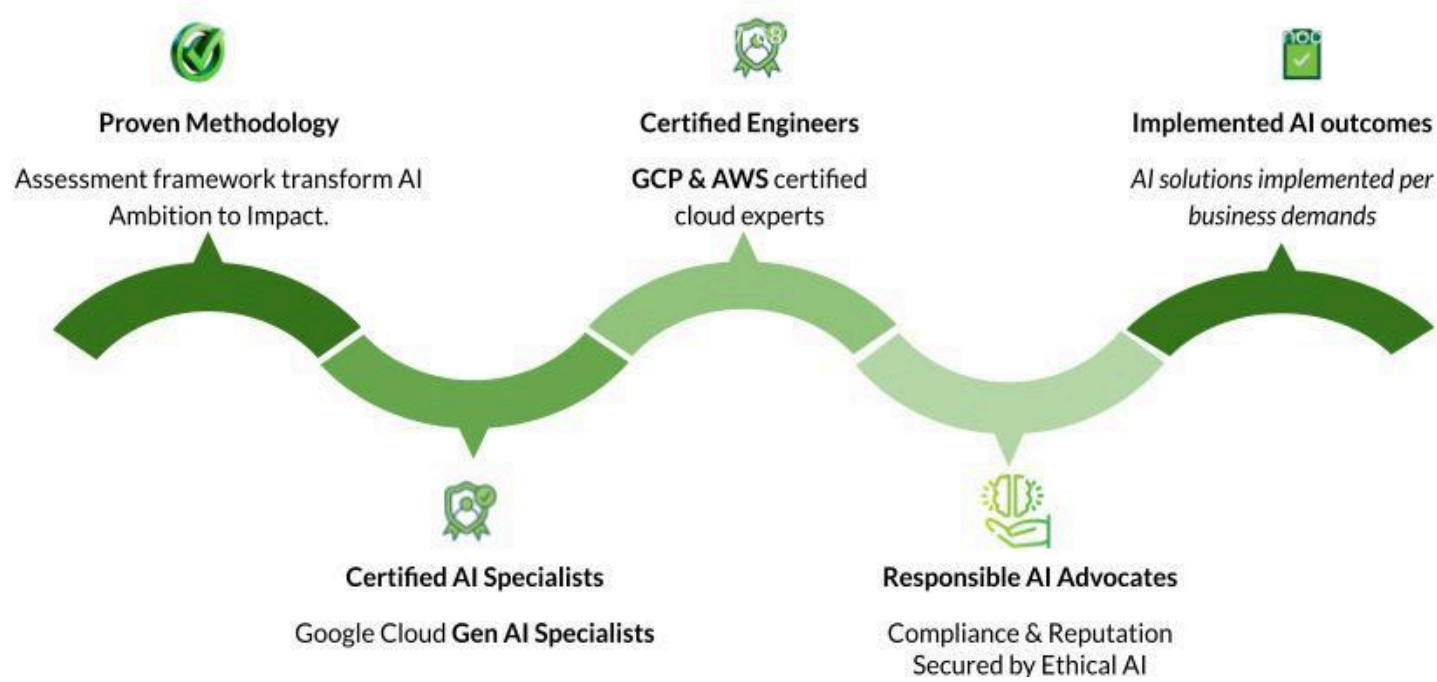 Proven Methodology
Assessment framework transform AI
Ambition to Impact.
Certified Engineers
GCP & AWS certified
cloud experts
Implemented AI outcomes
AI solutions implemented per
business demands
Certified AI Specialists
Google Cloud Gen AI Specialists
Responsible AI Advocates
Compliance & Reputation
Secured by Ethical AI